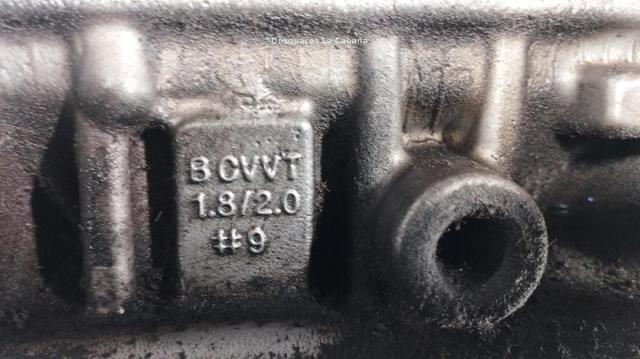 Desguaces La Cabaña
B CVVT
1.8/2.0
#9